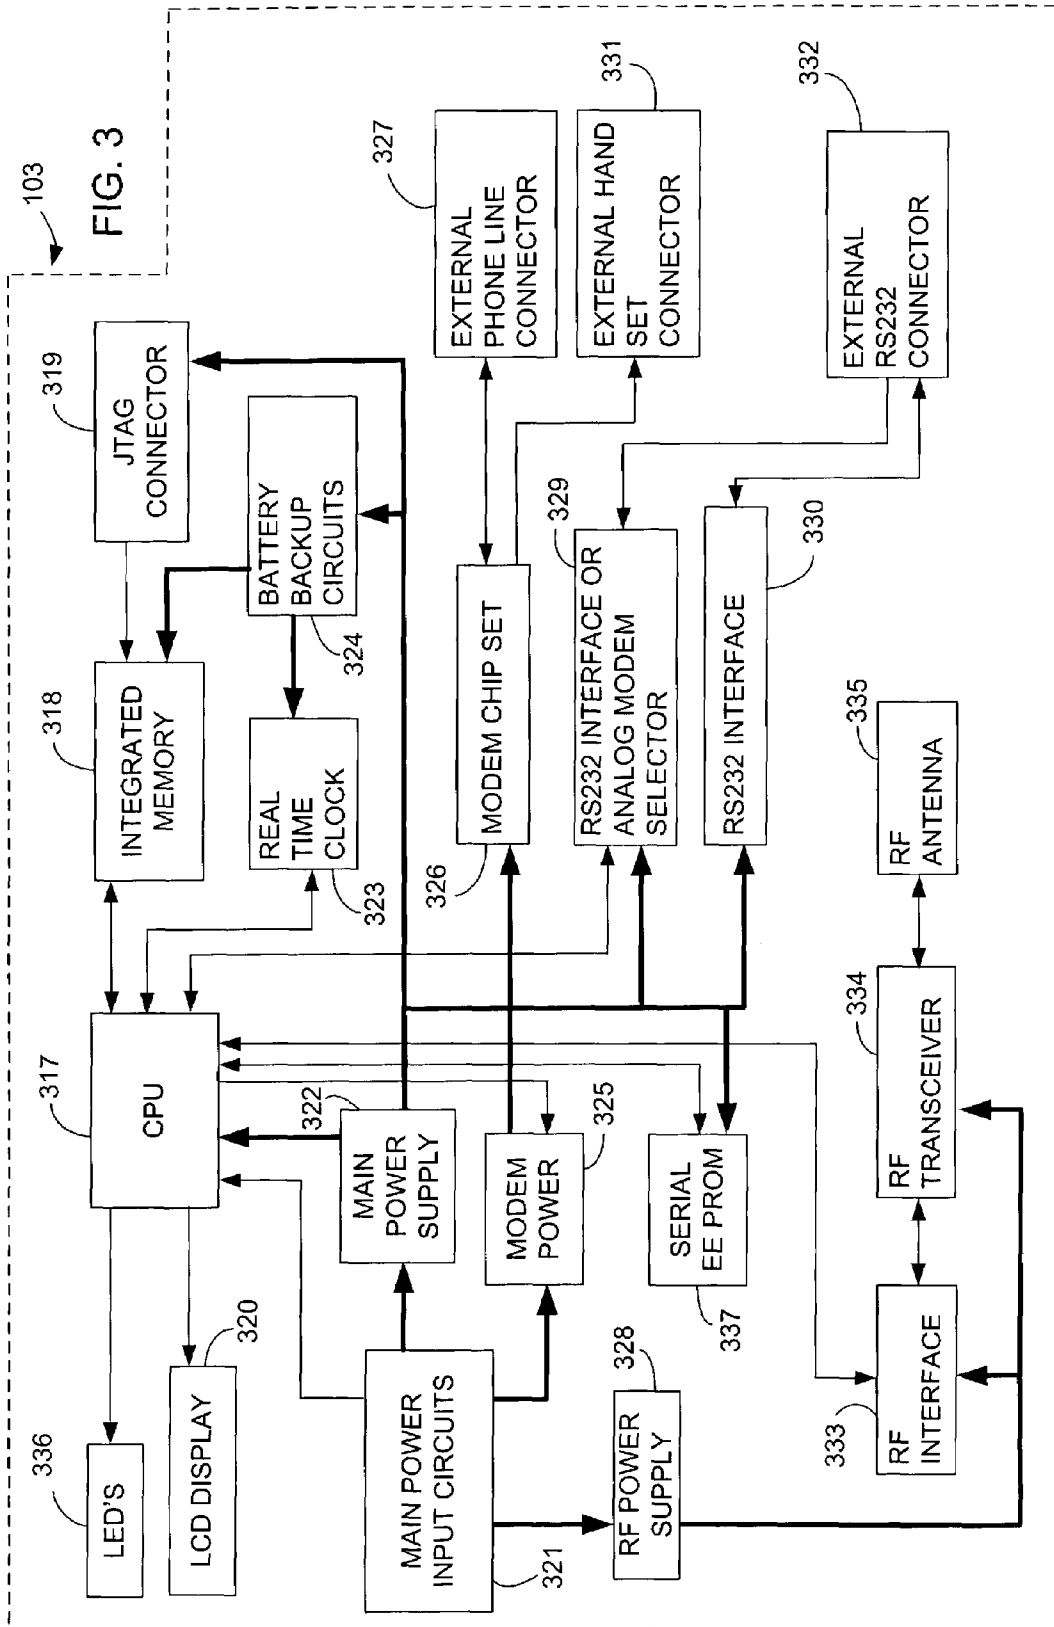 FIG. 3
103
336
LED'S
LCD DISPLAY
320
317
CPU
318
INTEGRATED
MEMORY
319
JTAG
CONNECTOR
REAL
TIME
CLOCK
323
BATTERY
BACKUP
CIRCUITS
324
MAIN POWER
INPUT CIRCUITS
321
322
MAIN
POWER
SUPPLY
MODEM
POWER
325
326
MODEM CHIP SET
EXTERNAL
PHONE LINE
CONNECTOR
327
RS232 INTERFACE OR
ANALOG MODEM
SELECTOR
329
EXTERNAL HAND
SET
CONNECTOR
331
RF POWER
SUPPLY
328
SERIAL
EE PROM
337
RS232 INTERFACE
330
EXTERNAL
RS232
CONNECTOR
332
333
RF
INTERFACE
RF
TRANSCEIVER
334
RF
ANTENNA
335